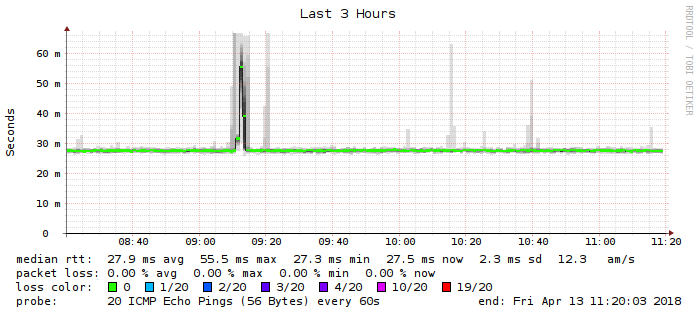 Last 3 Hours
RRDTOOL / TOBI OETIKER
Seconds
60 m
50 m
40 m
30 m
20 m
10 m
0
08:40 09:00 09:20 09:40 10:00 10:20 10:40 11:00 11:20
median rtt: 27.9 ms avg 55.5 ms max 27.3 ms min 27.5 ms now 2.3 ms sd 12.3 am/s
packet loss: 0.00 % avg 0.00 % max 0.00 % min 0.00 % now
loss color: 0 1/20 2/20 3/20 4/20 10/20 19/20
probe: 20 ICMP Echo Pings (56 Bytes) every 60s end: Fri Apr 13 11:20:03 2018